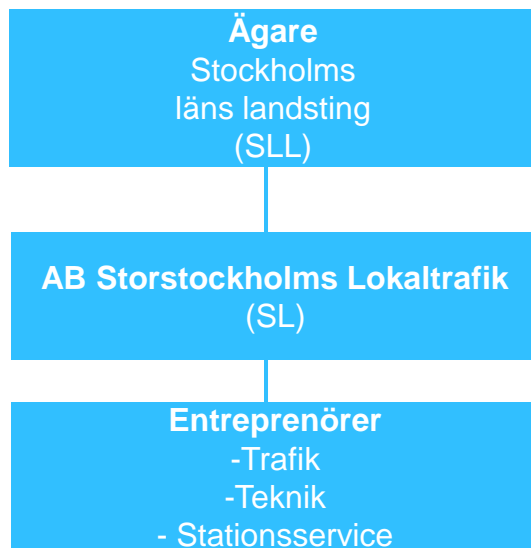 Ägare
Stockholms
läns landsting
(SLL)
AB Storstockholms Lokaltrafik
(SL)
Entreprenörer
-Trafik
-Teknik
- Stationsservice